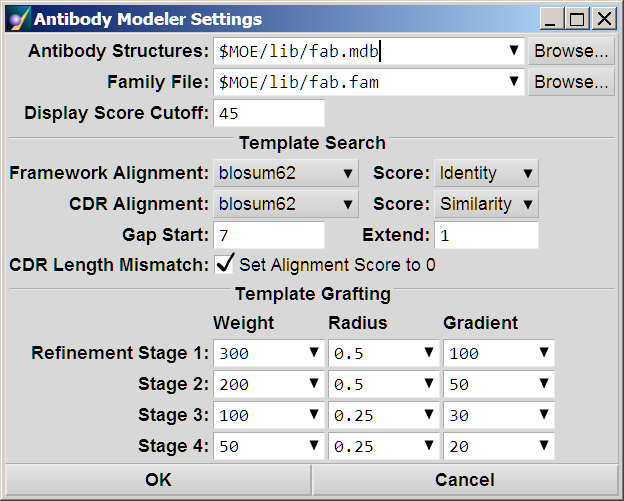 Antibody Modeler Settings
Antibody Structures: $MOE/lib/fab.mdb Browse...
Family File: $MOE/lib/fab.fam Browse...
Display Score Cutoff: 45
Template Search
Framework Alignment: blosum62 Score: Identity
CDR Alignment: blosum62 Score: Similarity
Gap Start: 7 Extend: 1
CDR Length Mismatch: Set Alignment Score to 0
Template Grafting
Weight Radius Gradient
Refinement Stage 1: 300 0.5 100
Stage 2: 200 0.5 50
Stage 3: 100 0.25 30
Stage 4: 50 0.25 20
OK Cancel